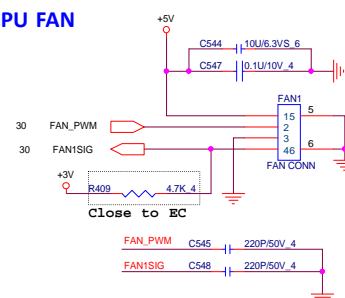 PU FAN
+5V
C544 10U/6.3VS_6
C547 0.1U/10V_4
FAN1
15 5
30 FAN_PWM 2
3
30 FAN1SIG 46 6
FAN CONN
+3V
R409 4.7K_4
Close to EC
FAN_PWM C545 220P/50V_4
FAN1SIG C548 220P/50V_4